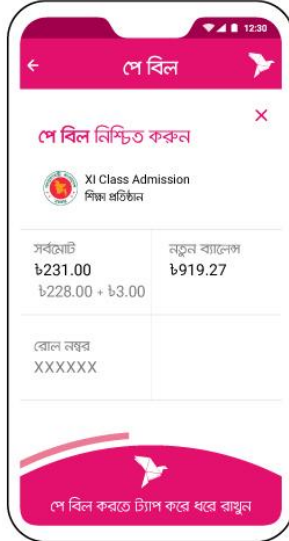 12:30
পে বিল
পে বিল নিশ্চিত করুন
XI Class Admission
শিক্ষা প্রতিষ্ঠান
সর্বমোট
৳231.00
৳228.00 + ৳3.00
নতুন ব্যালেন্স
৳919.27
রোল নম্বর
XXXXXX
পে বিল করতে ট্যাপ করে ধরে রাখুন